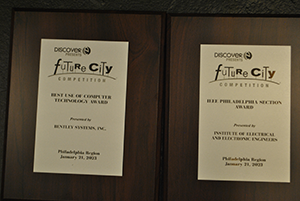 DISCOVER E
PRESENTS
FUTURE CITY
COMPETITION
BEST USE OF COMPUTER
TECHNOLOGY AWARD
Presented by
BENTLEY SYSTEMS, INC.
Philadelphia Region
January 21, 2023
DISCOVER E
PRESENTS
FUTURE CITY
COMPETITION
IEEE PHILADELPHIA SECTION
AWARD
Presented by
INSTITUTE OF ELECTRICAL
AND ELECTRONIC ENGINEERS
Philadelphia Region
January 21, 2023